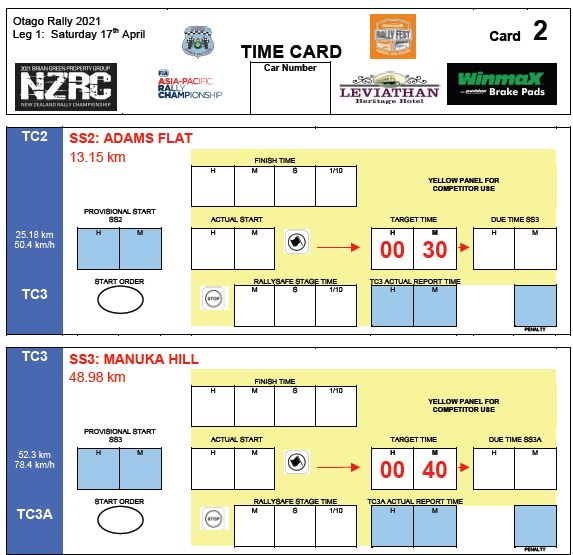 Otago Rally 2021
Leg 1: Saturday 17th April
TIME CARD
RALLY FEST
Card 2
Car Number
2021 BRIAN GREEN PROPERTY GROUP
NZRC
NEW ZEALAND RALLY CHAMPIONSHIP
FIA
ASIA-PACIFIC
RALLY
CHAMPIONSHIP
LEVIATHAN
Heritage Hotel
WinmaX
Brake Pads
TC2
SS2: ADAMS FLAT
13.15 km
FINISH TIME
H M S 1/10
YELLOW PANEL FOR
COMPETITOR USE
PROVISIONAL START
SS2
ACTUAL START
TARGET TIME
DUE TIME SS3
25.18 km
50.4 km/h
H M
H M
H M
H M
00 30
TC3
START ORDER
STOP
RALLYSAFE STAGE TIME
M S 1/10
TC3 ACTUAL REPORT TIME
H M
PENALTY
TC3
SS3: MANUKA HILL
48.98 km
FINISH TIME
H M S 1/10
YELLOW PANEL FOR
COMPETITOR USE
PROVISIONAL START
SS3
ACTUAL START
TARGET TIME
DUE TIME SS3A
52.3 km
78.4 km/h
H M
H M
H M
H M
00 40
TC3A
START ORDER
STOP
RALLYSAFE STAGE TIME
M S 1/10
TC3A ACTUAL REPORT TIME
H M
PENALTY